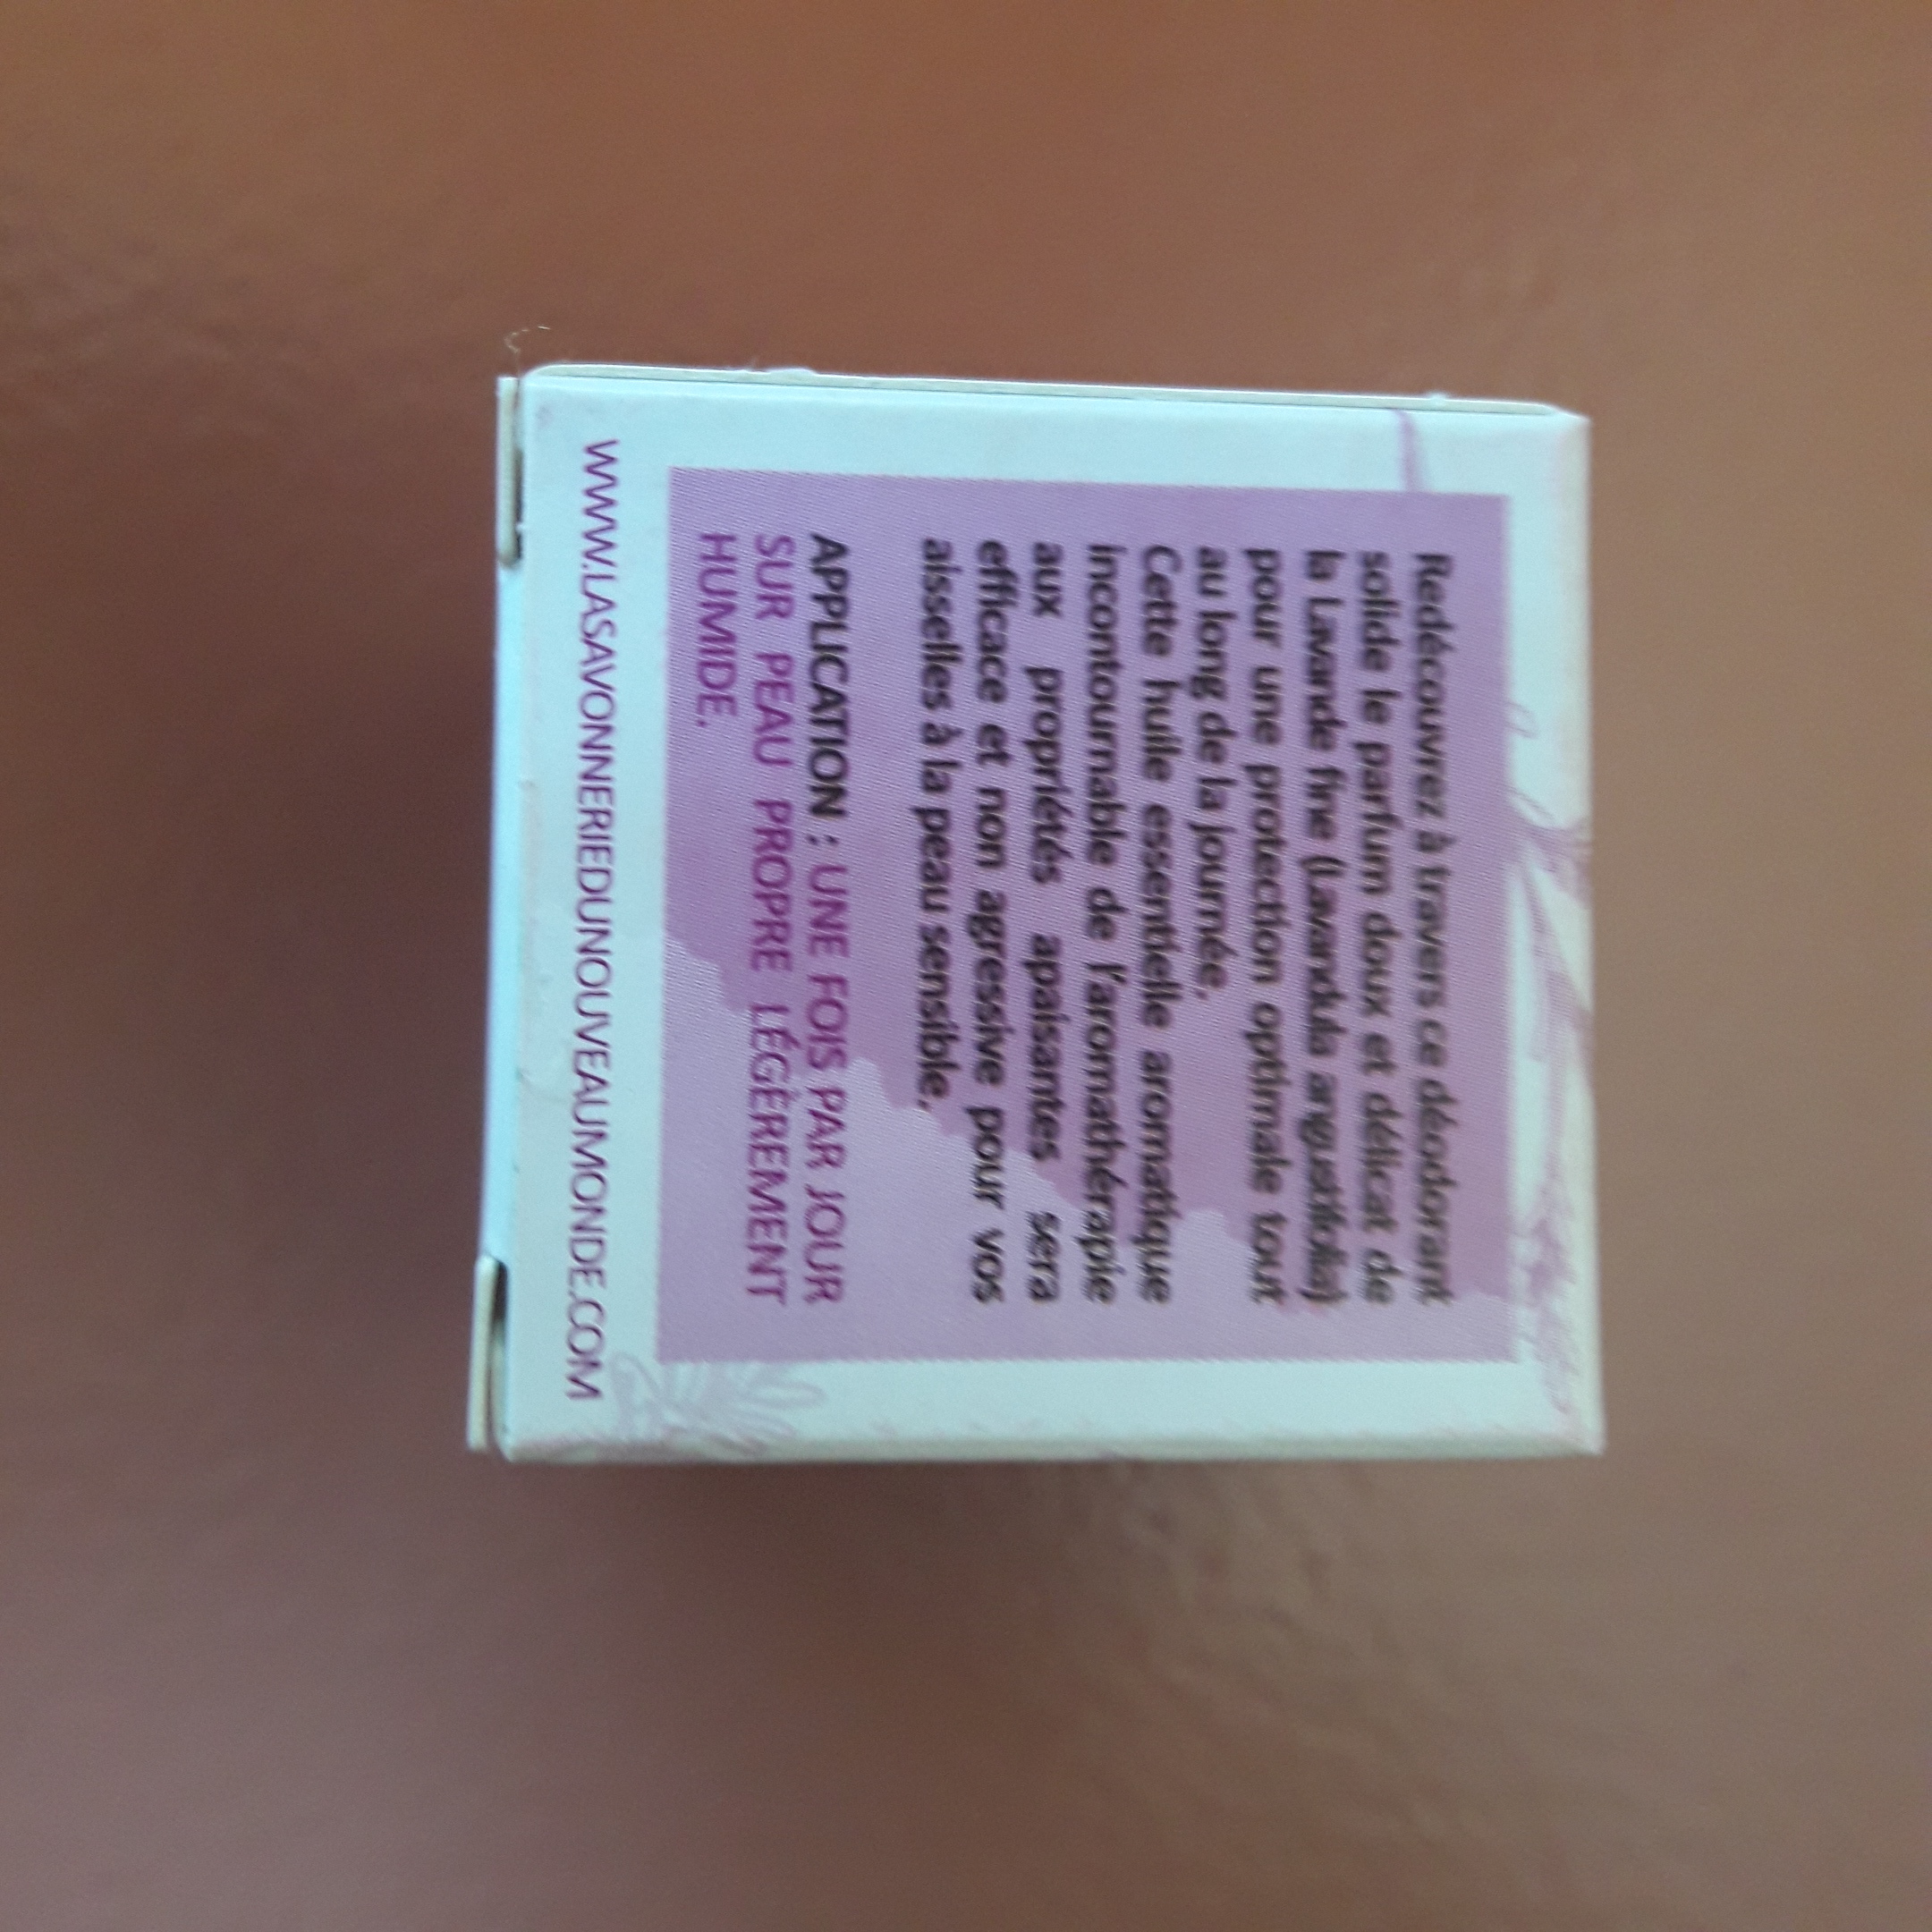 Redécouvrez à travers ce déodorant
solide le parfum doux et délicat de
la Lavande fine (Lavandula angustifolia)
pour une protection optimale tout
au long de la journée.
Cette huile essentielle aromatique
incontournable de l'aromathérapie
aux propriétés apaisantes sera
efficace et non agressive pour vos
aisselles à la peau sensible.
APPLICATION : UNE FOIS PAR JOUR
SUR PEAU PROPRE LÉGÈREMENT
HUMIDE.
WWW.LASAVONNERIEDUNOUVEAUMONDE.COM